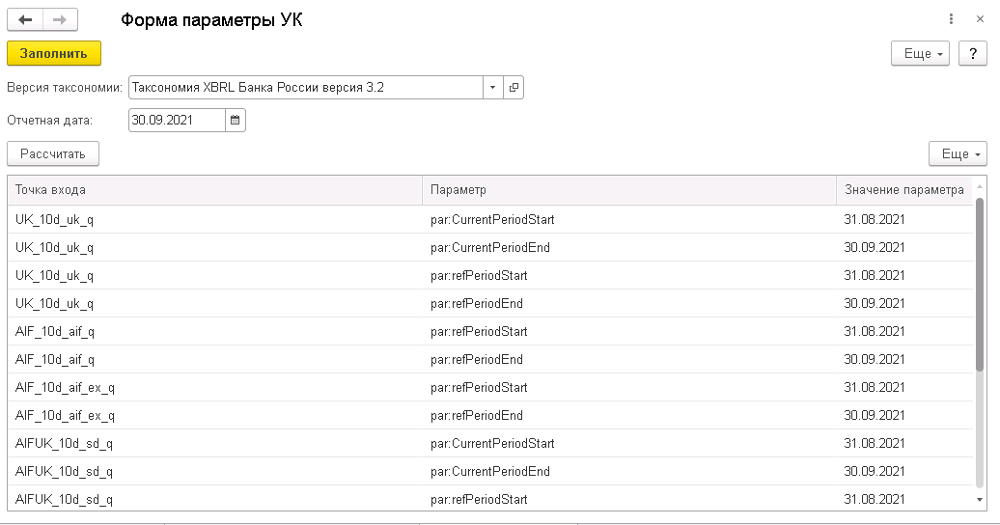 Форма параметры УК
Заполнить
Еще
?
Версия таксономии: Таксономия XBRL Банка России версия 3.2
Отчетная дата: 30.09.2021
Рассчитать
Еще
Точка входа Параметр Значение параметра
UK_10d_uk_q par:CurrentPeriodStart 31.08.2021
UK_10d_uk_q par:CurrentPeriodEnd 30.09.2021
UK_10d_uk_q par:refPeriodStart 31.08.2021
UK_10d_uk_q par:refPeriodEnd 30.09.2021
AIF_10d_aif_q par:refPeriodStart 31.08.2021
AIF_10d_aif_q par:refPeriodEnd 30.09.2021
AIF_10d_aif_ex_q par:refPeriodStart 31.08.2021
AIF_10d_aif_ex_q par:refPeriodEnd 30.09.2021
AIFUK_10d_sd_q par:CurrentPeriodStart 31.08.2021
AIFUK_10d_sd_q par:CurrentPeriodEnd 30.09.2021
AIFUK_10d_sd_q par:refPeriodStart 31.08.2021